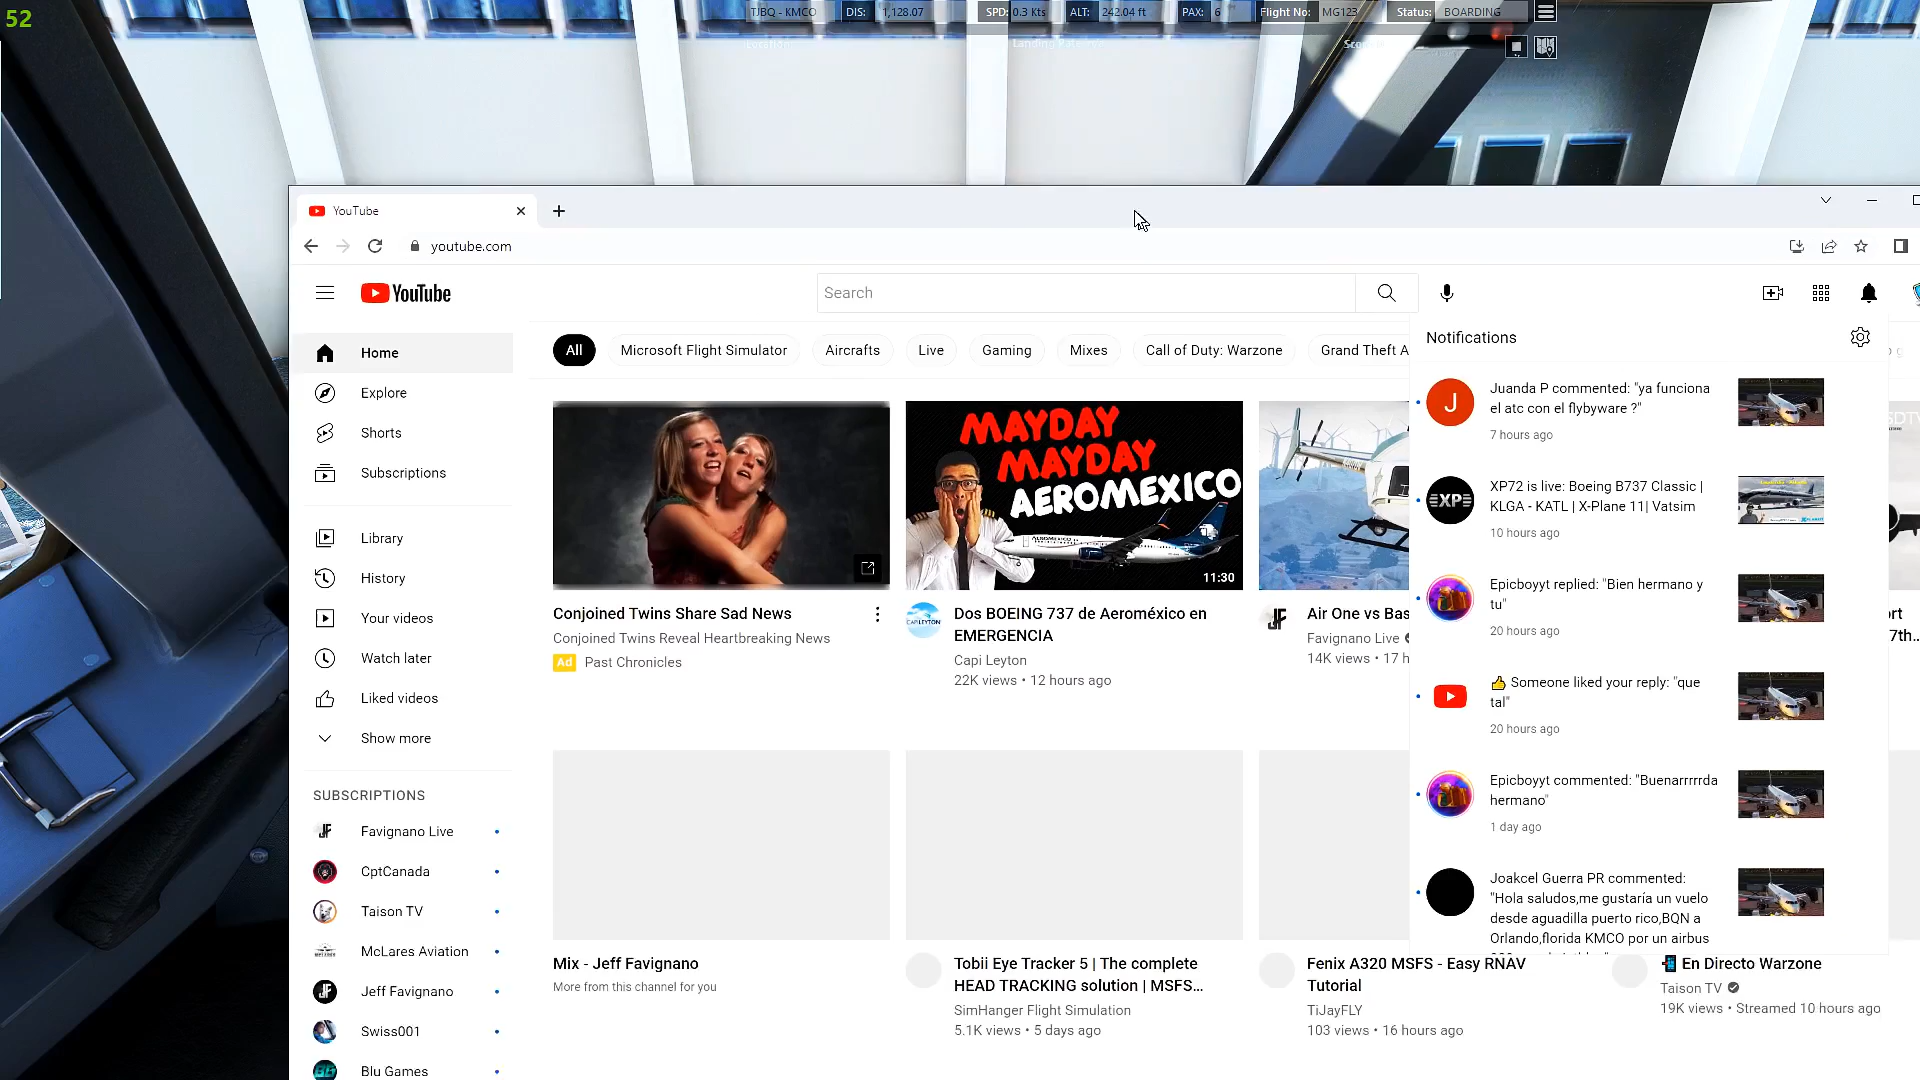 52
TJBQ - KMCO DIS: 1,128.07 SPD: 0.3 Kts ALT: 242.04 ft PAX: 6 Flight No: MG123 Status: BOARDING
Location:
YouTube
youtube.com
YouTube
Search
Home
Explore
Shorts
Subscriptions
Library
History
Your videos
Watch later
Liked videos
Show more
SUBSCRIPTIONS
Favignano Live
CptCanada
Taison TV
McLares Aviation
Jeff Favignano
Swiss001
Blu Games
All Microsoft Flight Simulator Aircrafts Live Gaming Mixes Call of Duty: Warzone Grand Theft A
Conjoined Twins Share Sad News
Conjoined Twins Reveal Heartbreaking News
Ad Past Chronicles
MAYDAY
MAYDAY
AEROMEXICO
AEROMEXICO
11:30
CAPI LEYTON
Dos BOEING 737 de Aeroméxico en
EMERGENCIA
Capi Leyton
22K views • 12 hours ago
Air One vs Bas
Favignano Live
14K views • 17 h
SDTV
ort
7th...
Mix - Jeff Favignano
More from this channel for you
Tobii Eye Tracker 5 | The complete
HEAD TRACKING solution | MSFS...
SimHanger Flight Simulation
5.1K views • 5 days ago
Fenix A320 MSFS - Easy RNAV
Tutorial
TiJayFLY
103 views • 16 hours ago
📲 En Directo Warzone
Taison TV
19K views • Streamed 10 hours ago
Notifications
J
Juanda P commented: "ya funciona
el atc con el flybyware ?"
7 hours ago
XP
XP72 is live: Boeing B737 Classic |
KLGA - KATL | X-Plane 11| Vatsim
10 hours ago
Epicboyyt replied: "Bien hermano y
tu"
20 hours ago
👍 Someone liked your reply: "que
tal"
20 hours ago
Epicboyyt commented: "Buenarrrrrda
hermano"
1 day ago
Joakcel Guerra PR commented:
"Hola saludos,me gustaría un vuelo
desde aguadilla puerto rico,BQN a
Orlando,florida KMCO por un airbus